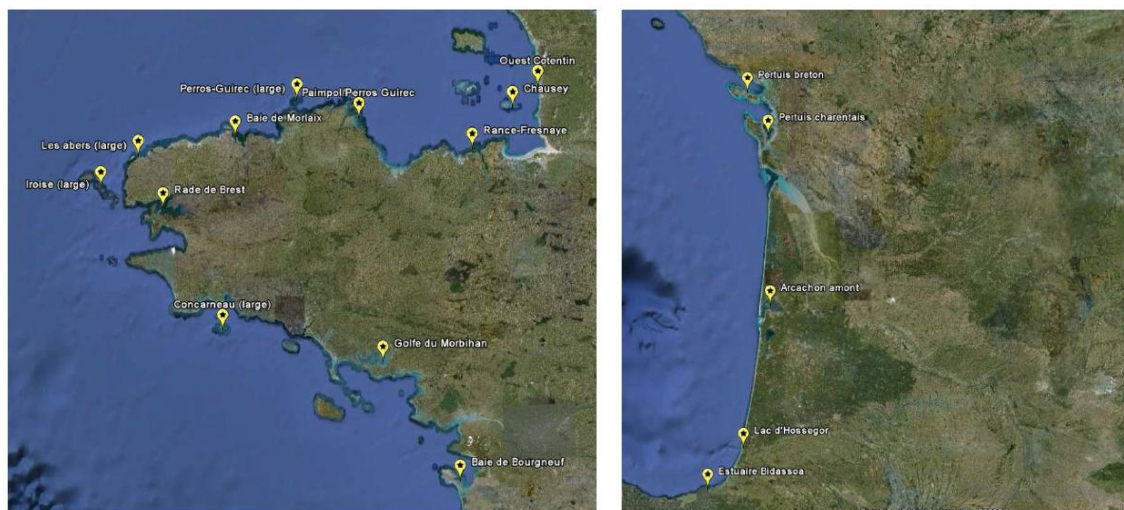 Ouest Cotentin
Perros-Guirec (large)
Chausey
Paimpol/Perros Guirec
Baie de Morlaix
Rance-Fresnaye
Les abers (large)
Iroise (large)
Rade de Brest
Concarneau (large)
Golfe du Morbihan
Baie de Bourgneuf
Pertuis breton
Pertuis charentais
Arcachon amont
Lac d'Hossegor
Estuaire Bidassoa